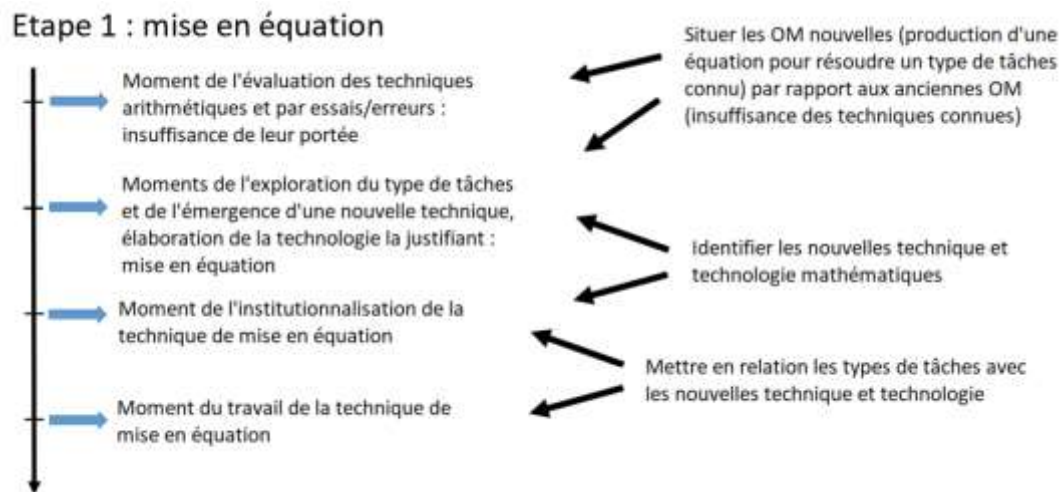 Etape 1 : mise en équation
Moment de l'évaluation des techniques
arithmétiques et par essais/erreurs :
insuffisance de leur portée
Moments de l'exploration du type de tâches
et de l'émergence d'une nouvelle technique,
élaboration de la technologie la justifiant :
mise en équation
Moment de l'institutionnalisation de la
technique de mise en équation
Moment du travail de la technique de
mise en équation
Situer les OM nouvelles (production d'une
équation pour résoudre un type de tâches
connu) par rapport aux anciennes OM
(insuffisance des techniques connues)
Identifier les nouvelles technique et
technologie mathématiques
Mettre en relation les types de tâches avec
les nouvelles technique et technologie